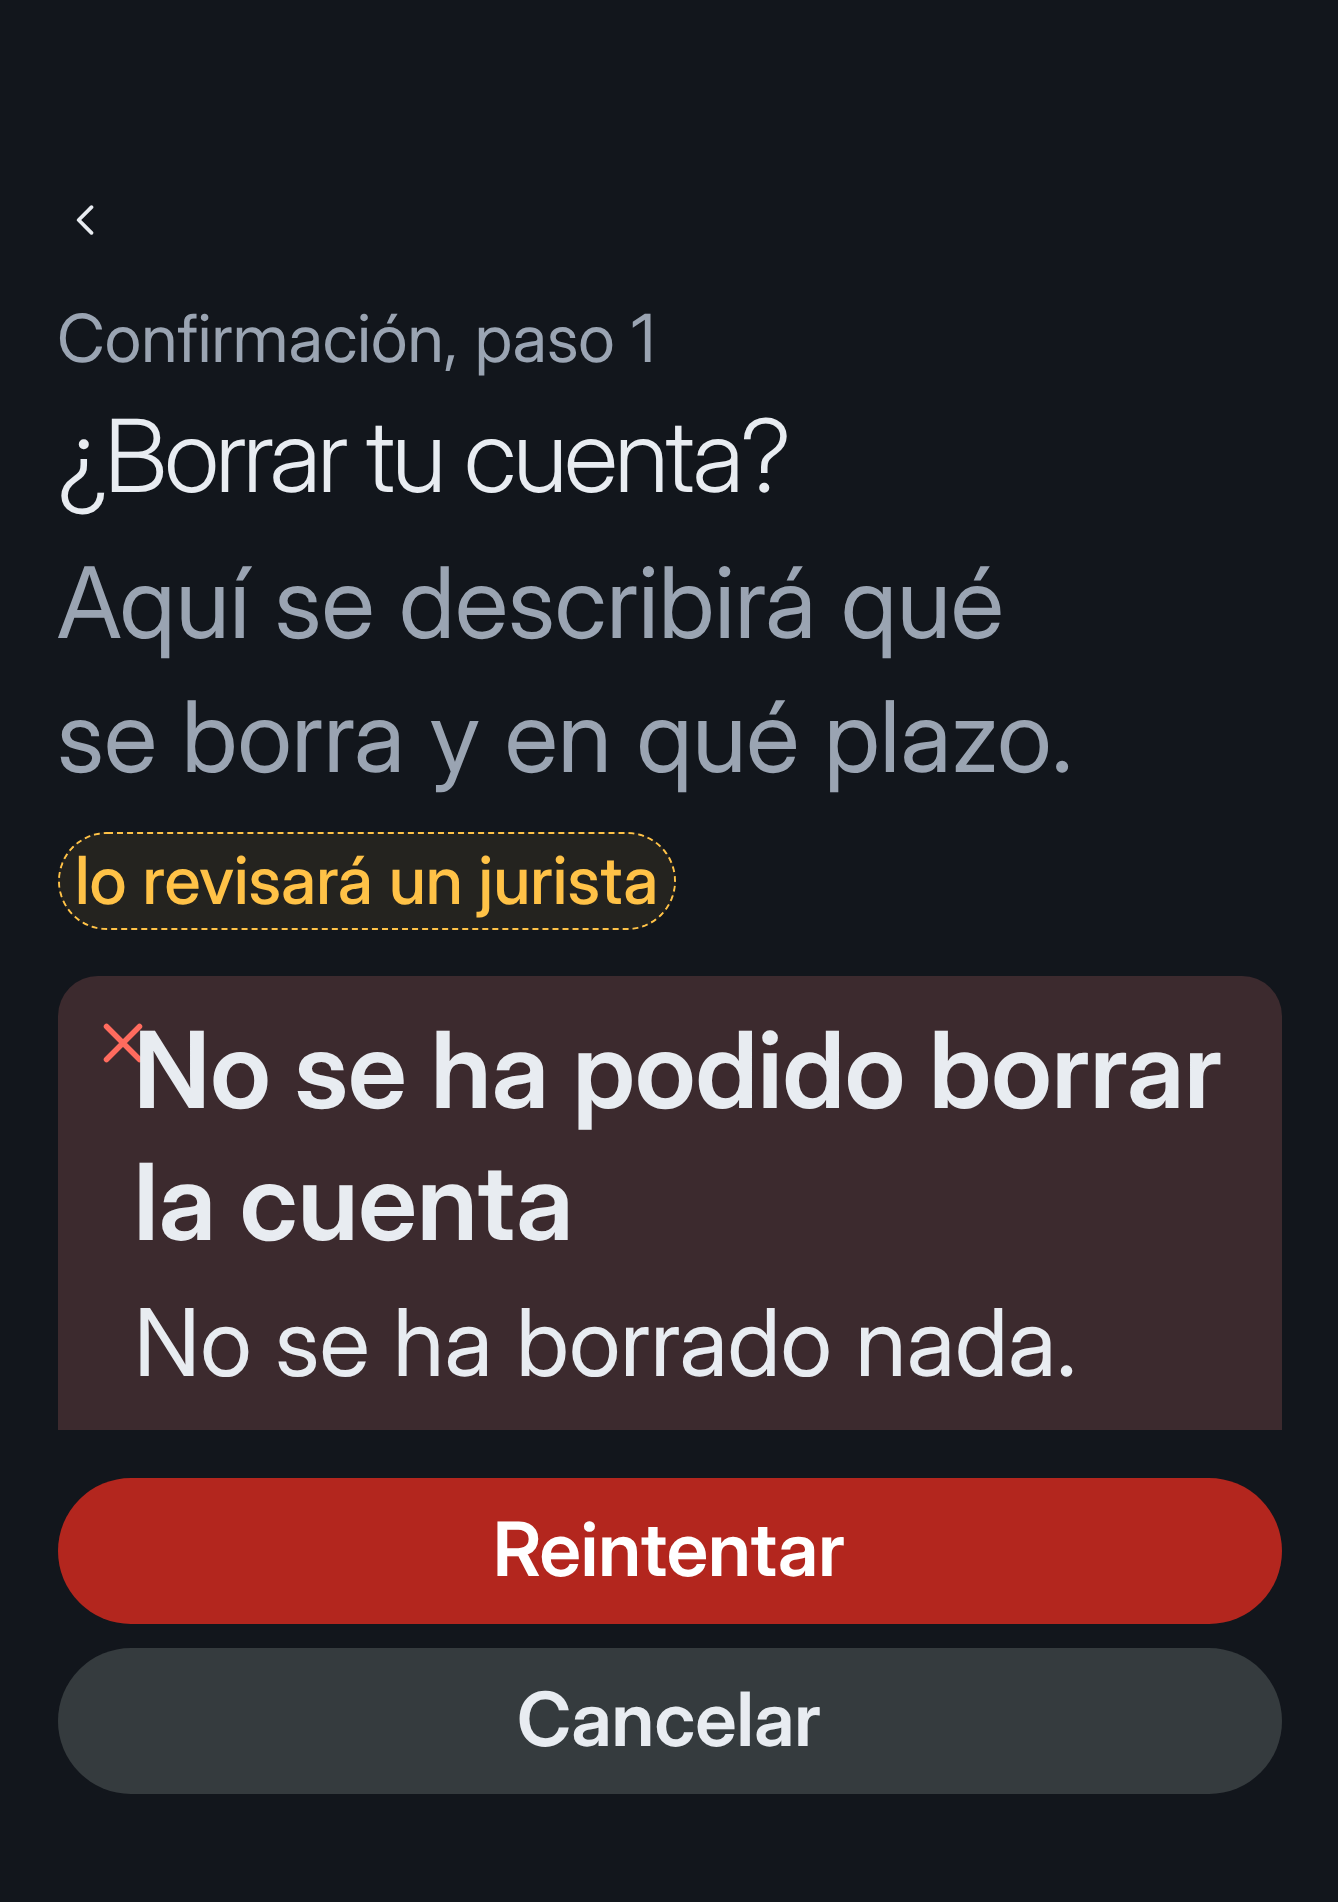 Confirmación, paso 1
¿Borrar tu cuenta?
Aquí se describirá qué
se borra y en qué plazo.
lo revisará un jurista
No se ha podido borrar
la cuenta
No se ha borrado nada.
Reintentar
Cancelar